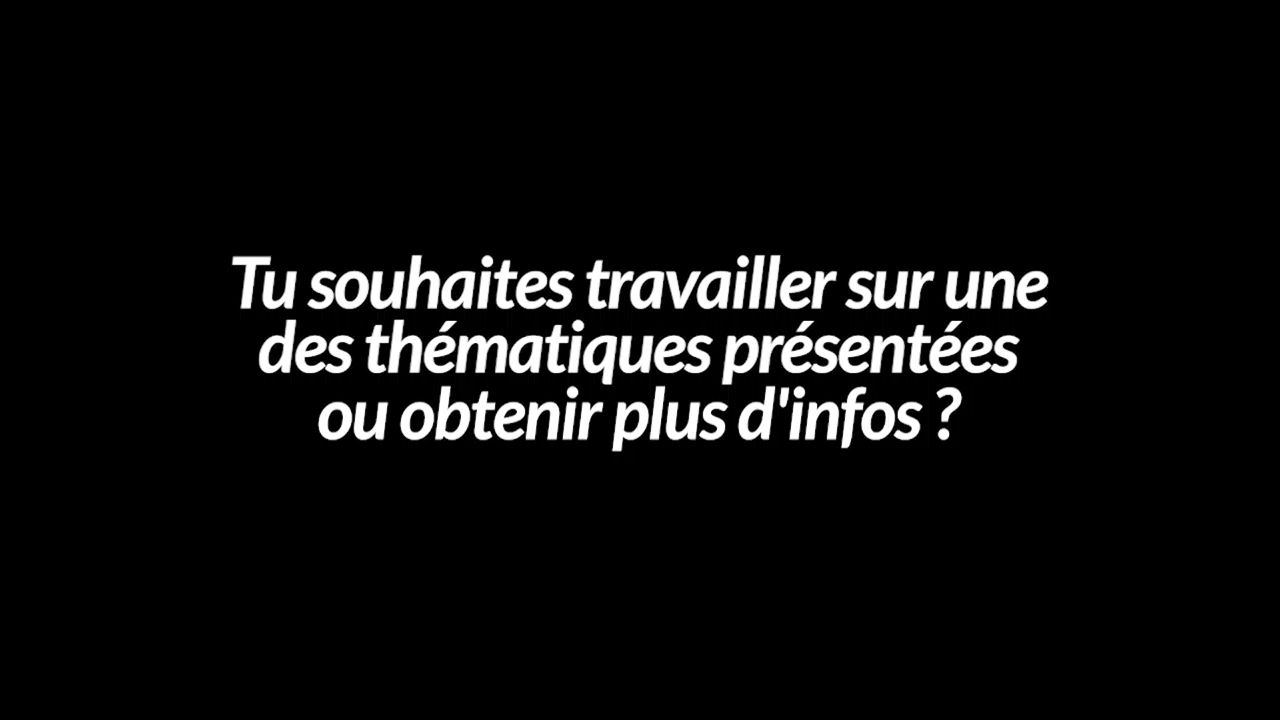 Tu souhaites travailler sur une
des thématiques présentées
ou obtenir plus d'infos ?